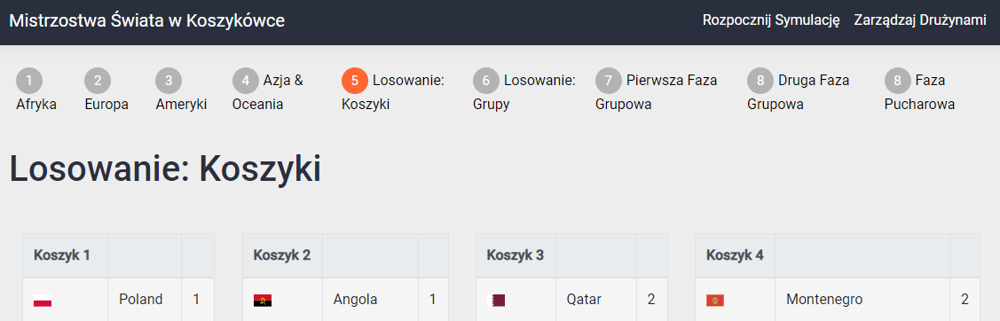 Mistrzostwa Świata w Koszykówce Rozpocznij Symulację Zarządzaj Drużynami
1 Afryka
2 Europa
3 Ameryki
4 Azja &
Oceania
5 Losowanie:
Koszyki
6 Losowanie:
Grupy
7 Pierwsza Faza
Grupowa
8 Druga Faza
Grupowa
8 Faza
Pucharowa
Losowanie: Koszyki
Koszyk 1 Koszyk 2 Koszyk 3 Koszyk 4
Poland 1 Angola 1 Qatar 2 Montenegro 2